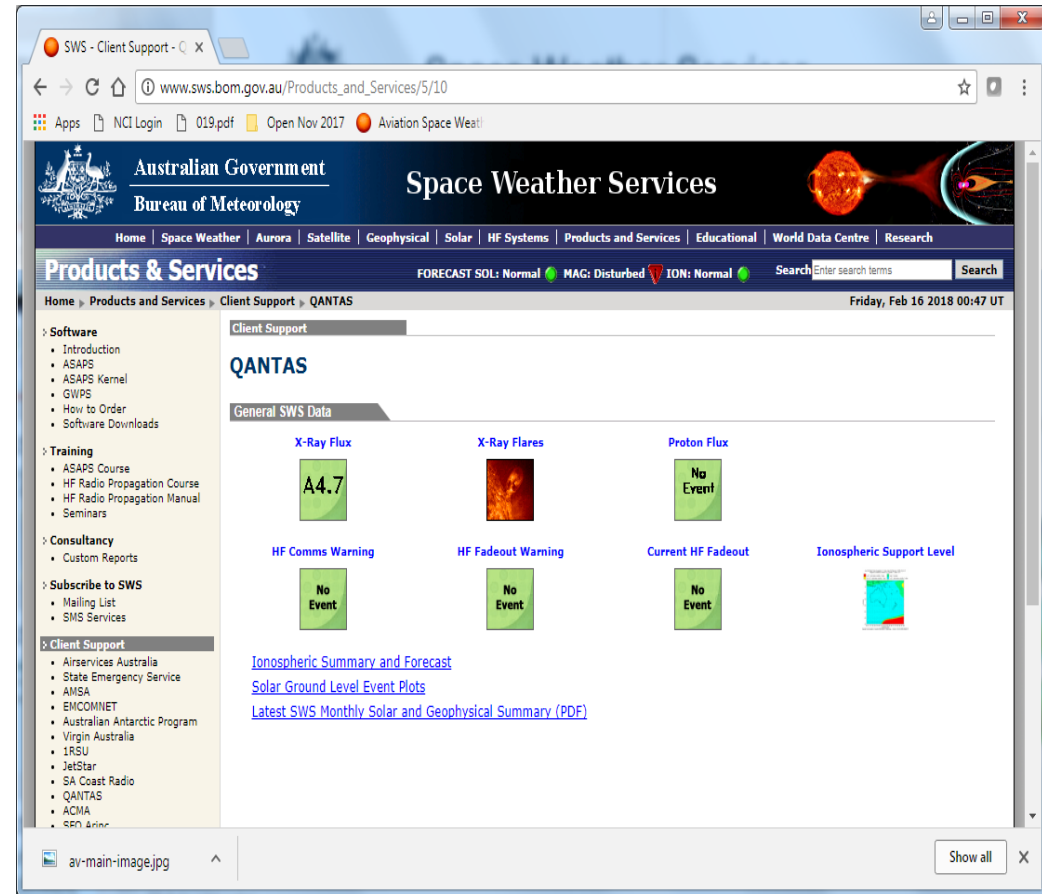 SWS - Client Support - Q
www.sws.bom.gov.au/Products_and_Services/5/10
Apps NCI Login 019.pdf Open Nov 2017 Aviation Space Weat
Australian Government
Bureau of Meteorology
Space Weather Services
Home | Space Weather | Aurora | Satellite | Geophysical | Solar | HF Systems | Products and Services | Educational | World Data Centre | Research
Products & Services
FORECAST SOL: Normal MAG: Disturbed ION: Normal
Search Enter search terms Search
Home Products and Services Client Support QANTAS
Friday, Feb 16 2018 00:47 UT
Software
Introduction
ASAPS
ASAPS Kernel
GWPS
How to Order
Software Downloads
Training
ASAPS Course
HF Radio Propagation Course
HF Radio Propagation Manual
Seminars
Consultancy
Custom Reports
Subscribe to SWS
Mailing List
SMS Services
Client Support
Airservices Australia
State Emergency Service
AMSA
EMCOMNET
Australian Antarctic Program
Virgin Australia
1RSU
JetStar
SA Coast Radio
QANTAS
ACMA
SFO Arinc
Client Support
QANTAS
General SWS Data
X-Ray Flux X-Ray Flares Proton Flux
A4.7
No
Event
HF Comms Warning HF Fadeout Warning Current HF Fadeout Ionospheric Support Level
No
Event
No
Event
No
Event
Ionospheric Summary and Forecast
Solar Ground Level Event Plots
Latest SWS Monthly Solar and Geophysical Summary (PDF)
av-main-image.jpg
Show all